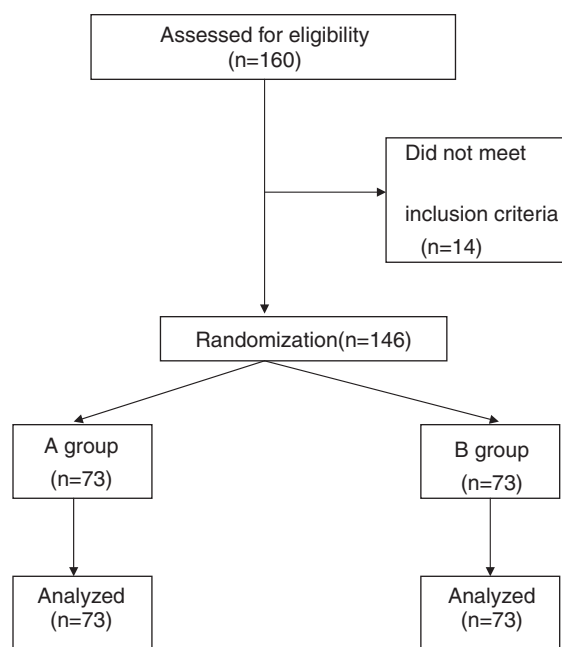 Assessed for eligibility
(n=160)
Did not meet
inclusion criteria
(n=14)
Randomization(n=146)
A group
(n=73)
B group
(n=73)
Analyzed
(n=73)
Analyzed
(n=73)